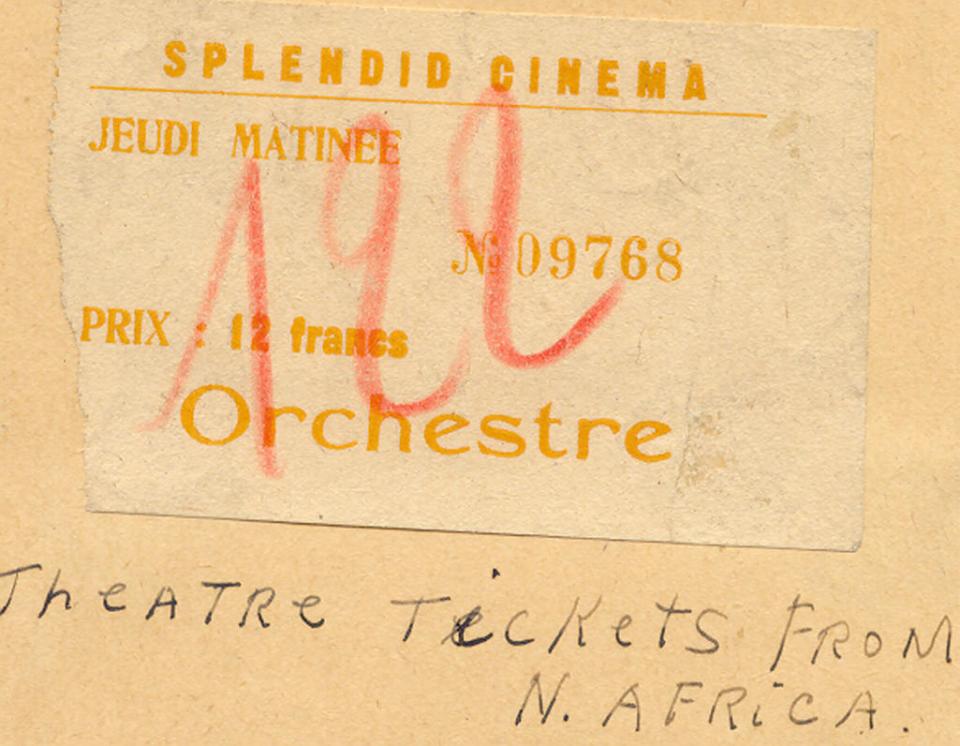 SPLENDID CINEMA
JEUDI MATINEE
№ 09768
PRIX : 12 francs
Orchestre
122
TheATRe TicKeTS FROM
N. AFRiCA.